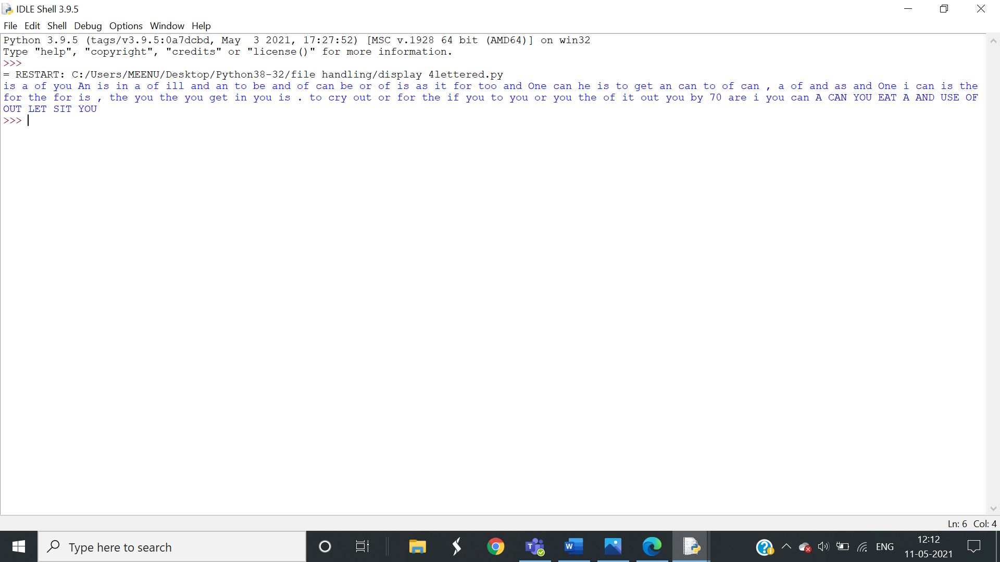 IDLE Shell 3.9.5
File Edit Shell Debug Options Window Help
Python 3.9.5 (tags/v3.9.5:0a7dcbd, May  3 2021, 17:27:52) [MSC v.1928 64 bit (AMD64)] on win32
Type "help", "copyright", "credits" or "license()" for more information.
>>>
= RESTART: C:/Users/MEENU/Desktop/Python38-32/file handling/display 4lettered.py
is a of you An is in a of ill and an to be and of can be or of is as it for too and One can he is to get an can to of can , a of and as and One i can is the
for the for is , the you the you get in you is . to cry out or for the if you to you or you the of it out you by 70 are i you can A CAN YOU EAT A AND USE OF
OUT LET SIT YOU
>>>
Ln: 6 Col: 4
Type here to search
ENG
12:12
11-05-2021